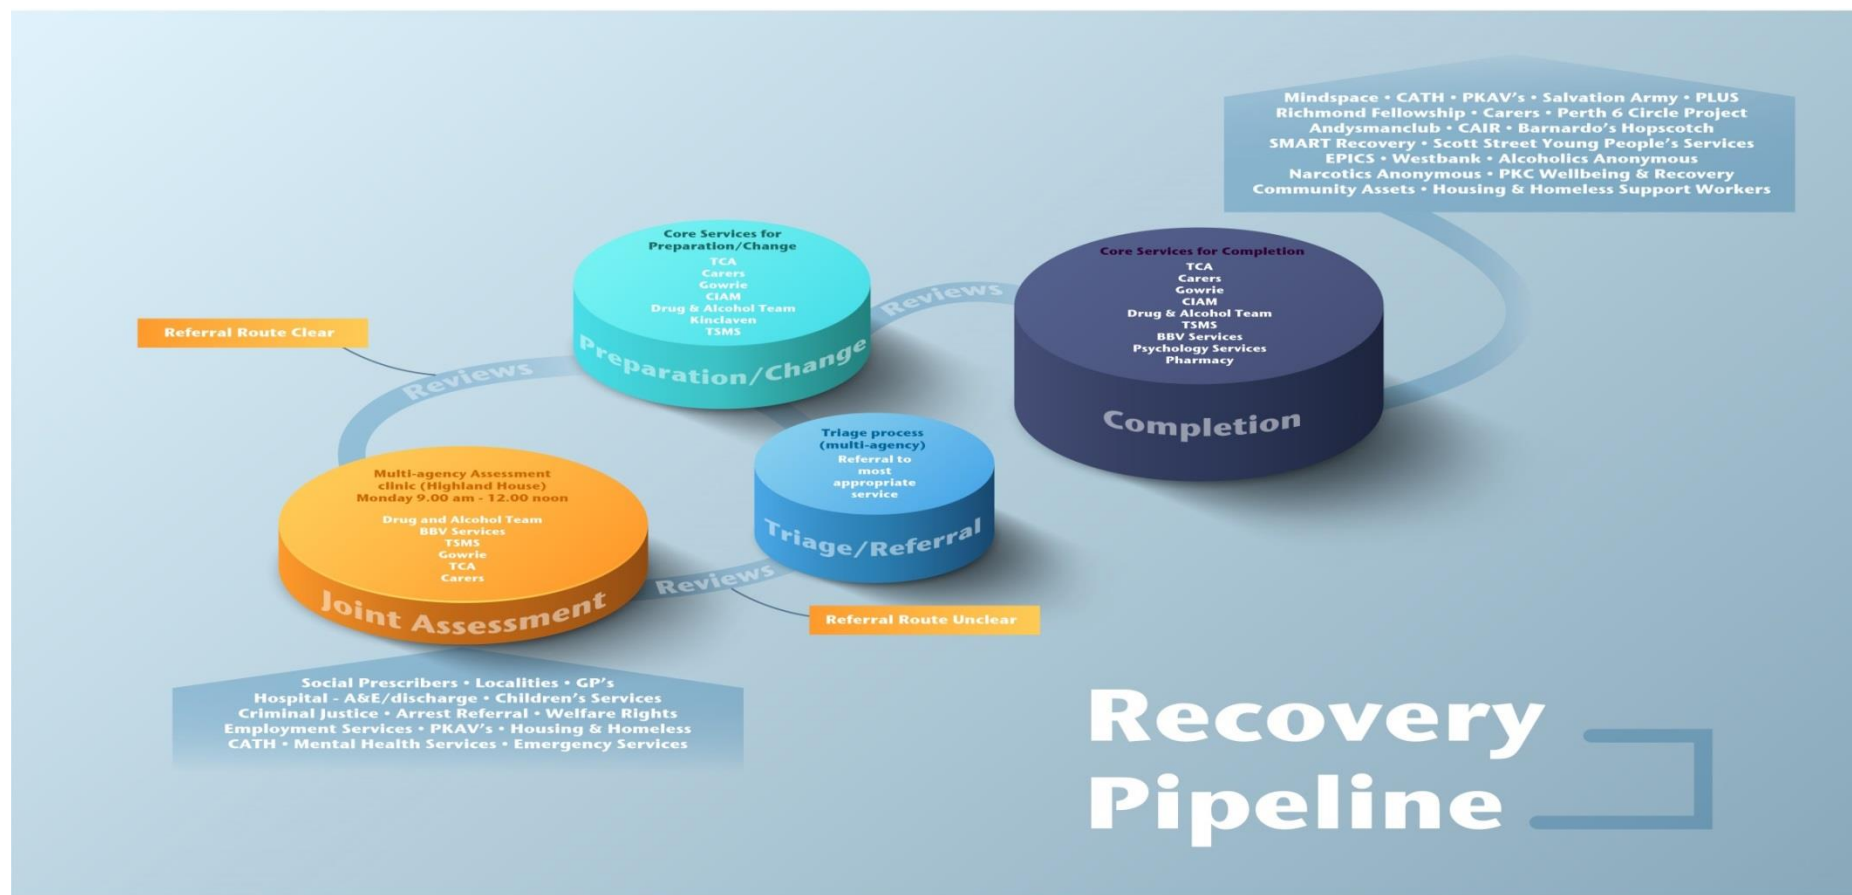 Mindspace • CATH • PKAV's • Salvation Army • PLUS
Richmond Fellowship • Carers • Perth 6 Circle Project
Andysmanclub • CAIR • Barnardo's Hopscotch
SMART Recovery • Scott Street Young People's Services
EPICS • Westbank • Alcoholics Anonymous
Narcotics Anonymous • PKC Wellbeing & Recovery
Community Assets • Housing & Homeless Support Workers
Core Services for
Preparation/Change
TCA
Carers
Gowrie
CIAM
Drug & Alcohol Team
Kinclaven
TSMS
Preparation/Change
Reviews
Core Services for Completion
TCA
Carers
Gowrie
CIAM
Drug & Alcohol Team
TSMS
BBV Services
Psychology Services
Pharmacy
Completion
Referral Route Clear
Reviews
Triage process
(multi-agency)
Referral to
most
appropriate
service
Triage/Referral
Multi-agency Assessment
clinic (Highland House)
Monday 9.00 am - 12.00 noon
Drug and Alcohol Team
BBV Services
TSMS
Gowrie
TCA
Carers
Joint Assessment
Reviews
Referral Route Unclear
Social Prescribers • Localities • GP's
Hospital - A&E/discharge • Children's Services
Criminal Justice • Arrest Referral • Welfare Rights
Employment Services • PKAV's • Housing & Homeless
CATH • Mental Health Services • Emergency Services
Recovery
Pipeline